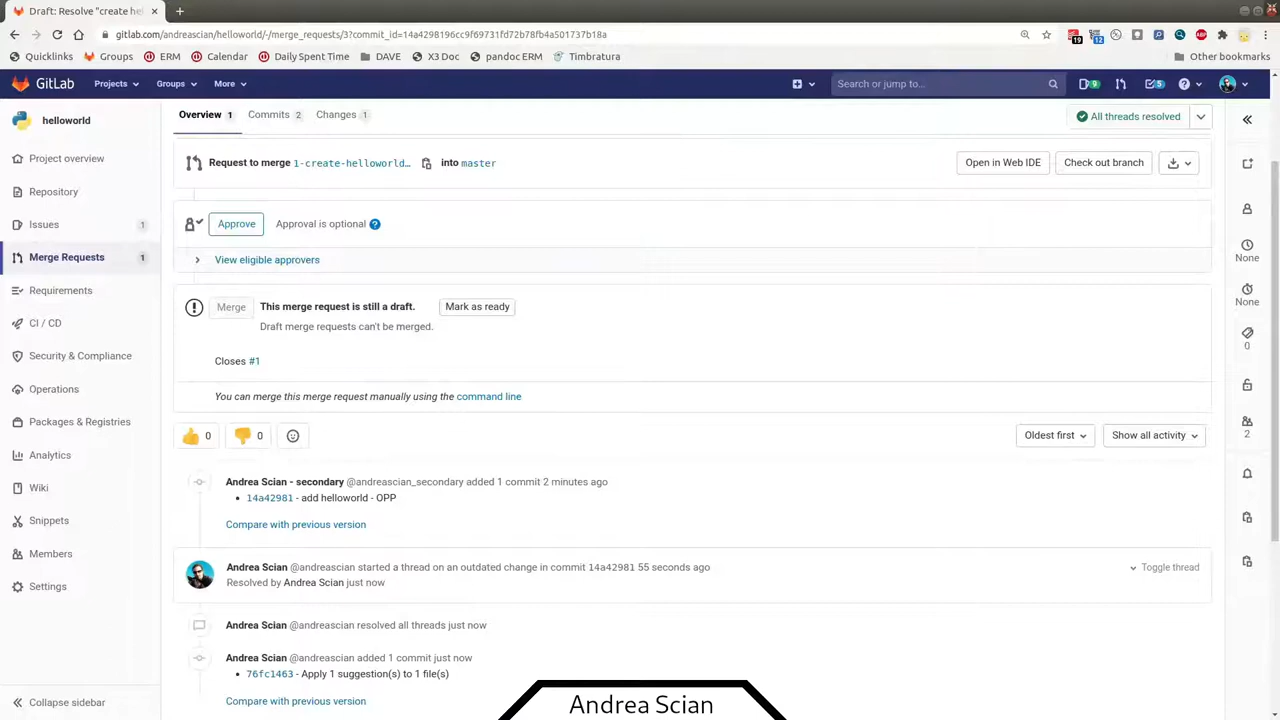 Draft: Resolve "create hel
gitlab.com/andreascian/helloworld/-/merge_requests/3?commit_id=14a4298196cc9f69731fd72b78fb4a501737b18a
Quicklinks Groups ERM Calendar Daily Spent Time DAVE X3 Doc pandoc ERM Timbratura Other bookmarks
GitLab Projects Groups More Search or jump to... 9 5
helloworld
Overview 1 Commits 2 Changes 1 All threads resolved
Project overview
Request to merge 1-create-helloworld... into master Open in Web IDE Check out branch
Repository
Issues 1
Approve Approval is optional
Merge Requests 1
View eligible approvers
None
Requirements
None
Merge This merge request is still a draft. Mark as ready
CI / CD
Draft merge requests can't be merged.
0
Security & Compliance
Closes #1
Operations
You can merge this merge request manually using the command line
Packages & Registries
0 0 Oldest first Show all activity
2
Analytics
Andrea Scian - secondary @andreascian_secondary added 1 commit 2 minutes ago
Wiki
14a42981 - add helloworld - OPP
Snippets
Compare with previous version
Members
Andrea Scian @andreascian started a thread on an outdated change in commit 14a42981 55 seconds ago Toggle thread
Resolved by Andrea Scian just now
Settings
Andrea Scian @andreascian resolved all threads just now
Andrea Scian @andreascian added 1 commit just now
76fc1463 - Apply 1 suggestion(s) to 1 file(s)
Compare with previous version
Collapse sidebar
Andrea Scian